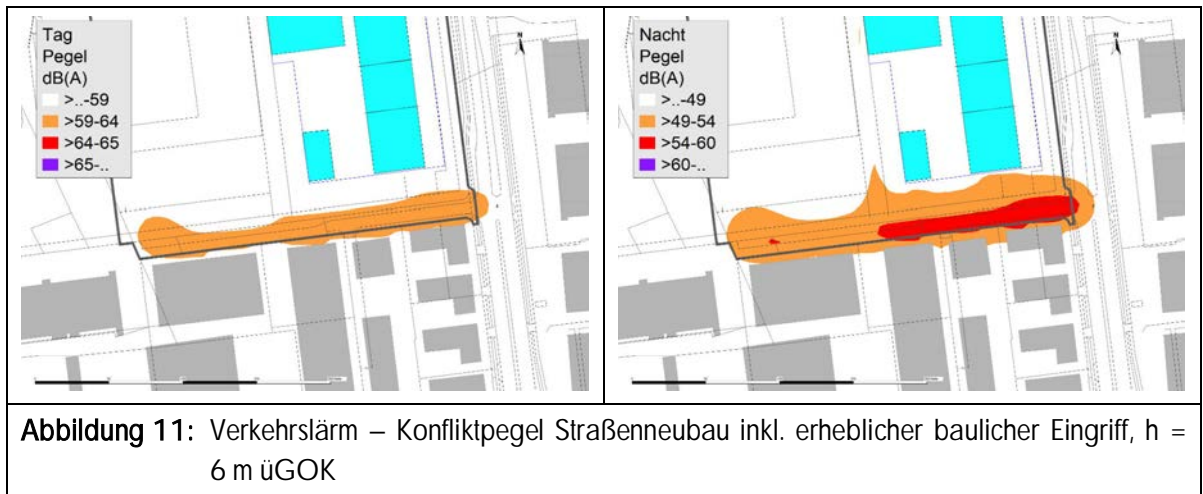 Tag
Pegel
dB(A)
>..-59
>59-64
>64-65
>65-..
Nacht
Pegel
dB(A)
>..-49
>49-54
>54-60
>60-..
Abbildung 11: Verkehrslärm – Konfliktpegel Straßenneubau inkl. erheblicher baulicher Eingriff, h =
6 m üGOK